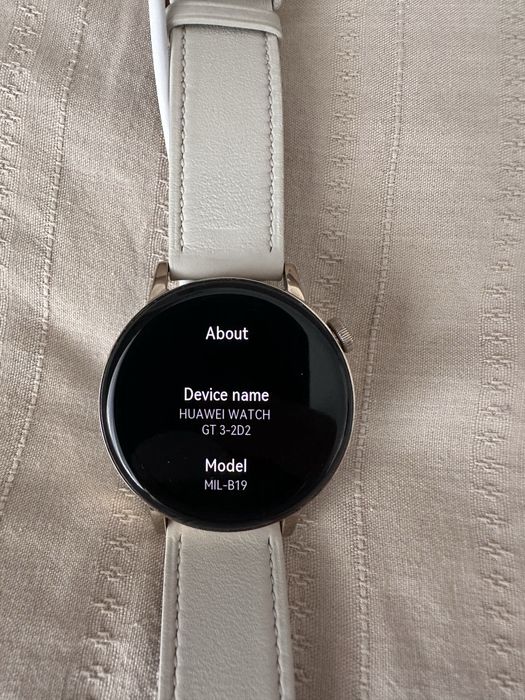 About
Device name
HUAWEI WATCH
GT 3-2D2
Model
MIL-B19